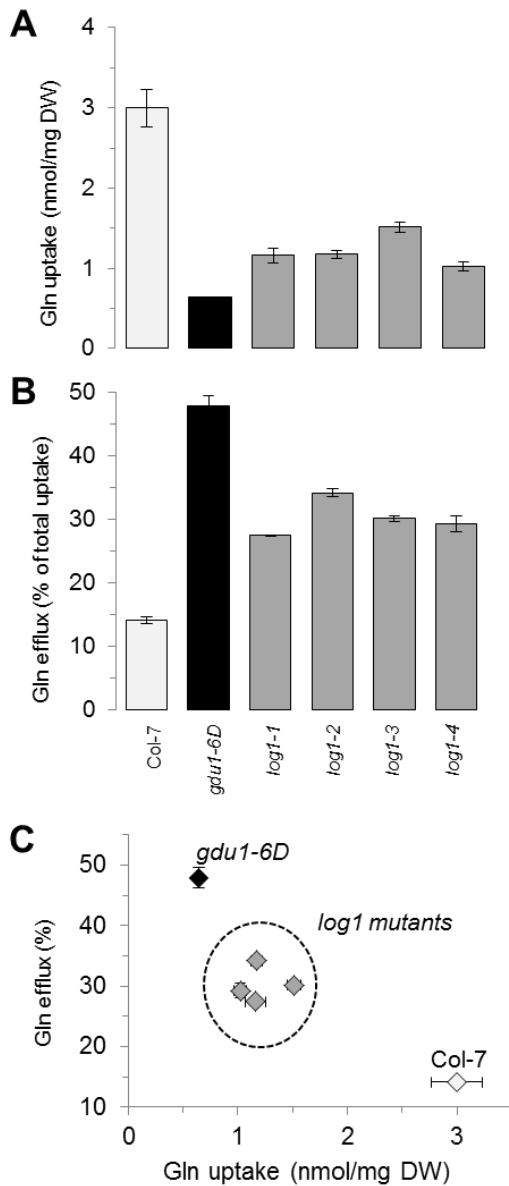 A
Gln uptake (nmol/mg DW)
4
3
2
1
0
B
Gln efflux (% of total uptake)
50
40
30
20
10
0
Col-7
gdu1-6D
log1-1
log1-2
log1-3
log1-4
C
Gln efflux (%)
50
40
30
20
10
gdu1-6D
log1 mutants
Col-7
0
1
2
3
Gln uptake (nmol/mg DW)